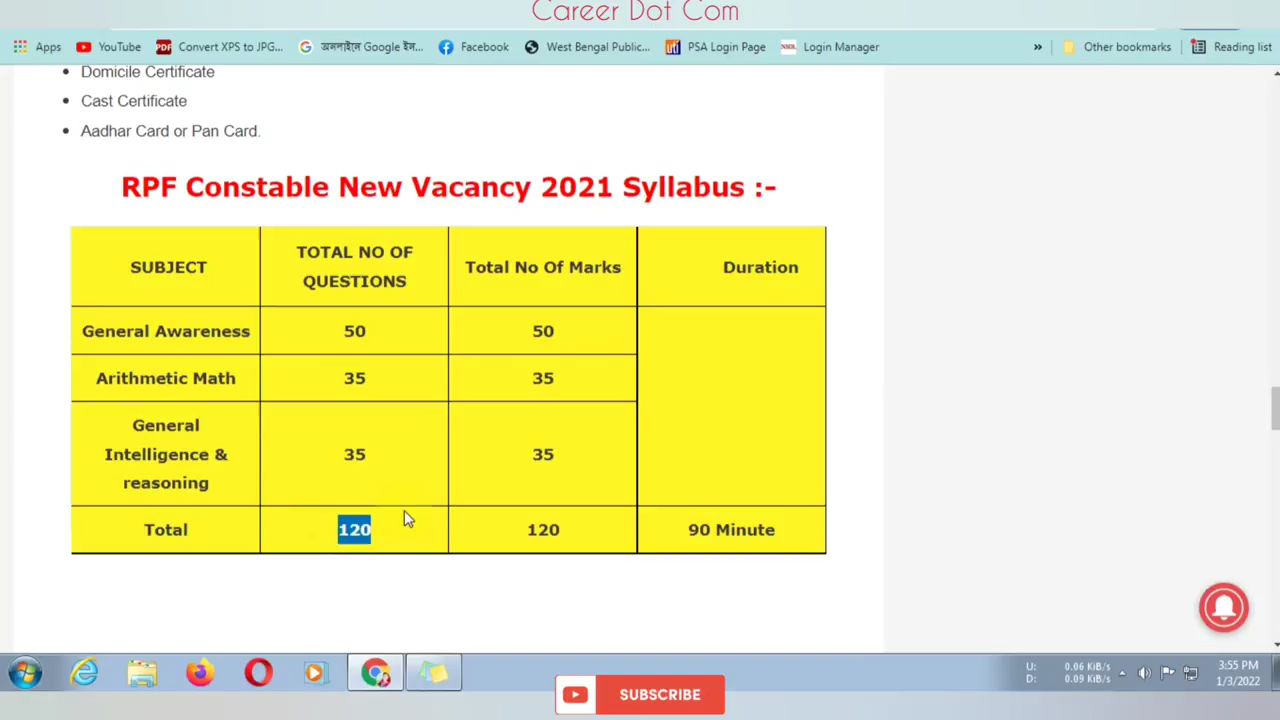 Career Dot Com
Apps YouTube Convert XPS to JPG... অনলাইনে Google ইন... Facebook West Bengal Public... PSA Login Page Login Manager » Other bookmarks Reading list
Domicile Certificate
Cast Certificate
Aadhar Card or Pan Card.
RPF Constable New Vacancy 2021 Syllabus :-
SUBJECT TOTAL NO OF QUESTIONS Total No Of Marks Duration
General Awareness 50 50
Arithmetic Math 35 35
General Intelligence & reasoning 35 35
Total 120 120 90 Minute
U: 0.06 KiB/s
D: 0.09 KiB/s
3:55 PM
1/3/2022
SUBSCRIBE